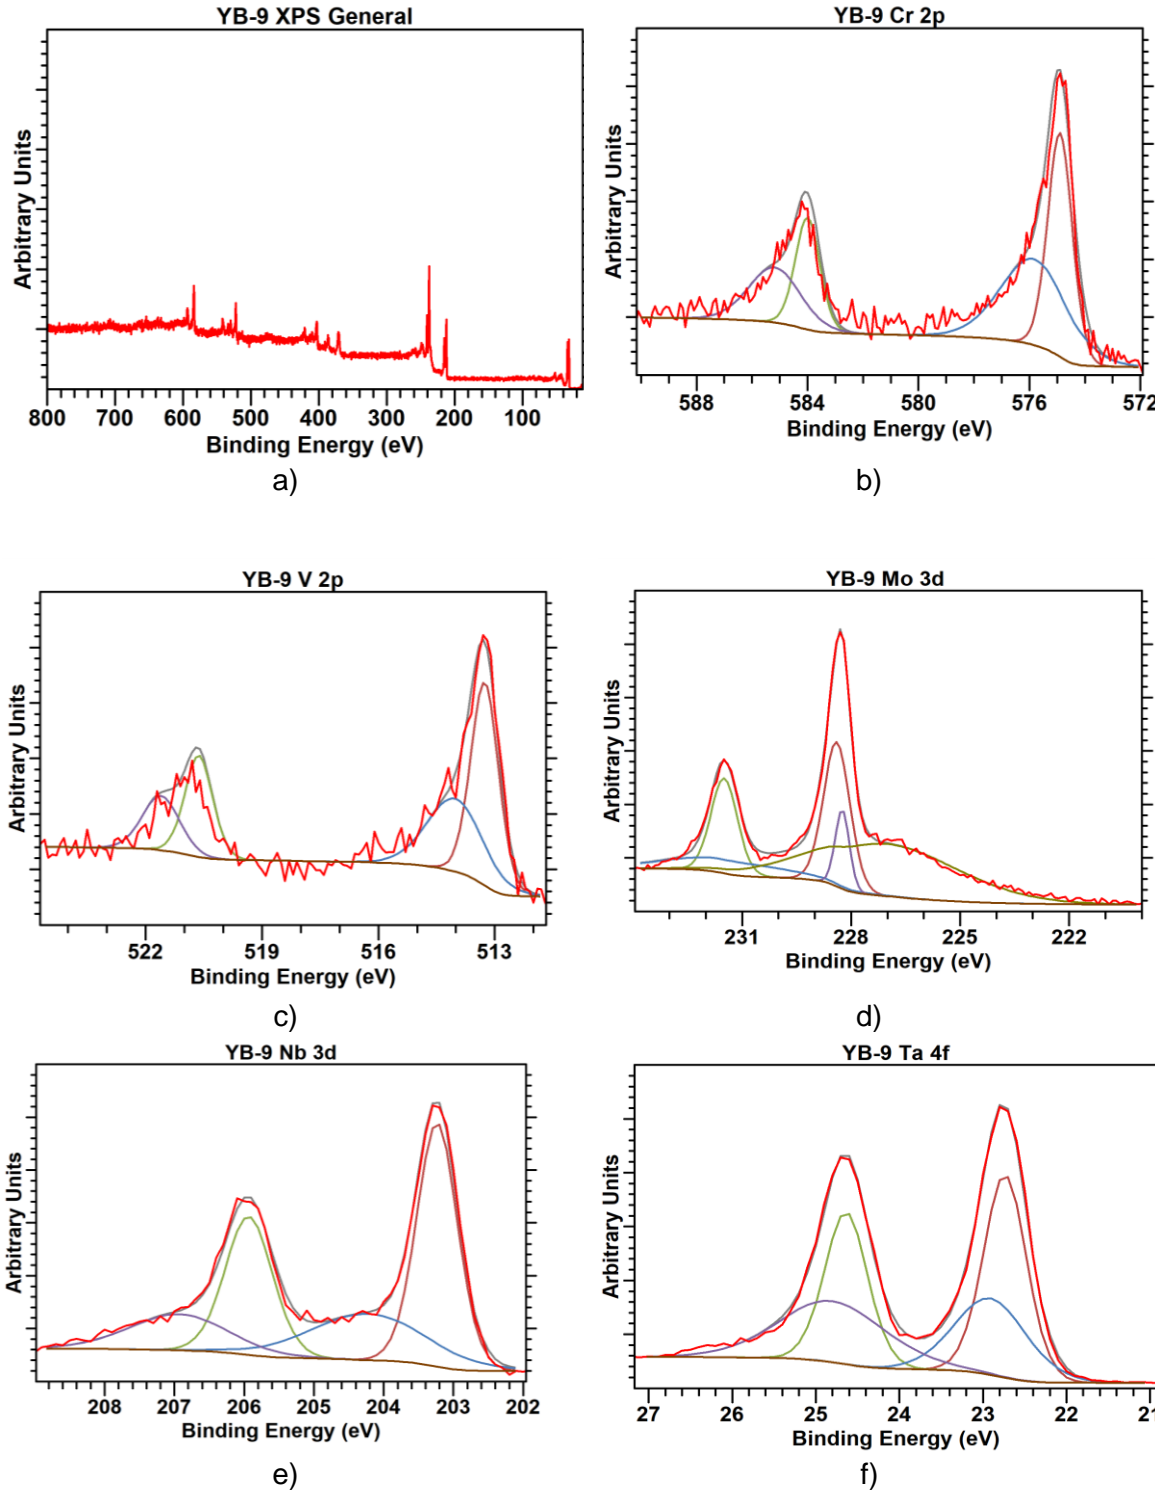 YB-9 XPS General
Arbitrary Units
800 700 600 500 400 300 200 100
Binding Energy (eV)
a)
YB-9 Cr 2p
Arbitrary Units
588 584 580 576 572
Binding Energy (eV)
b)
YB-9 V 2p
Arbitrary Units
522 519 516 513
Binding Energy (eV)
c)
YB-9 Mo 3d
Arbitrary Units
231 228 225 222
Binding Energy (eV)
d)
YB-9 Nb 3d
Arbitrary Units
208 207 206 205 204 203 202
Binding Energy (eV)
e)
YB-9 Ta 4f
Arbitrary Units
27 26 25 24 23 22 21
Binding Energy (eV)
f)